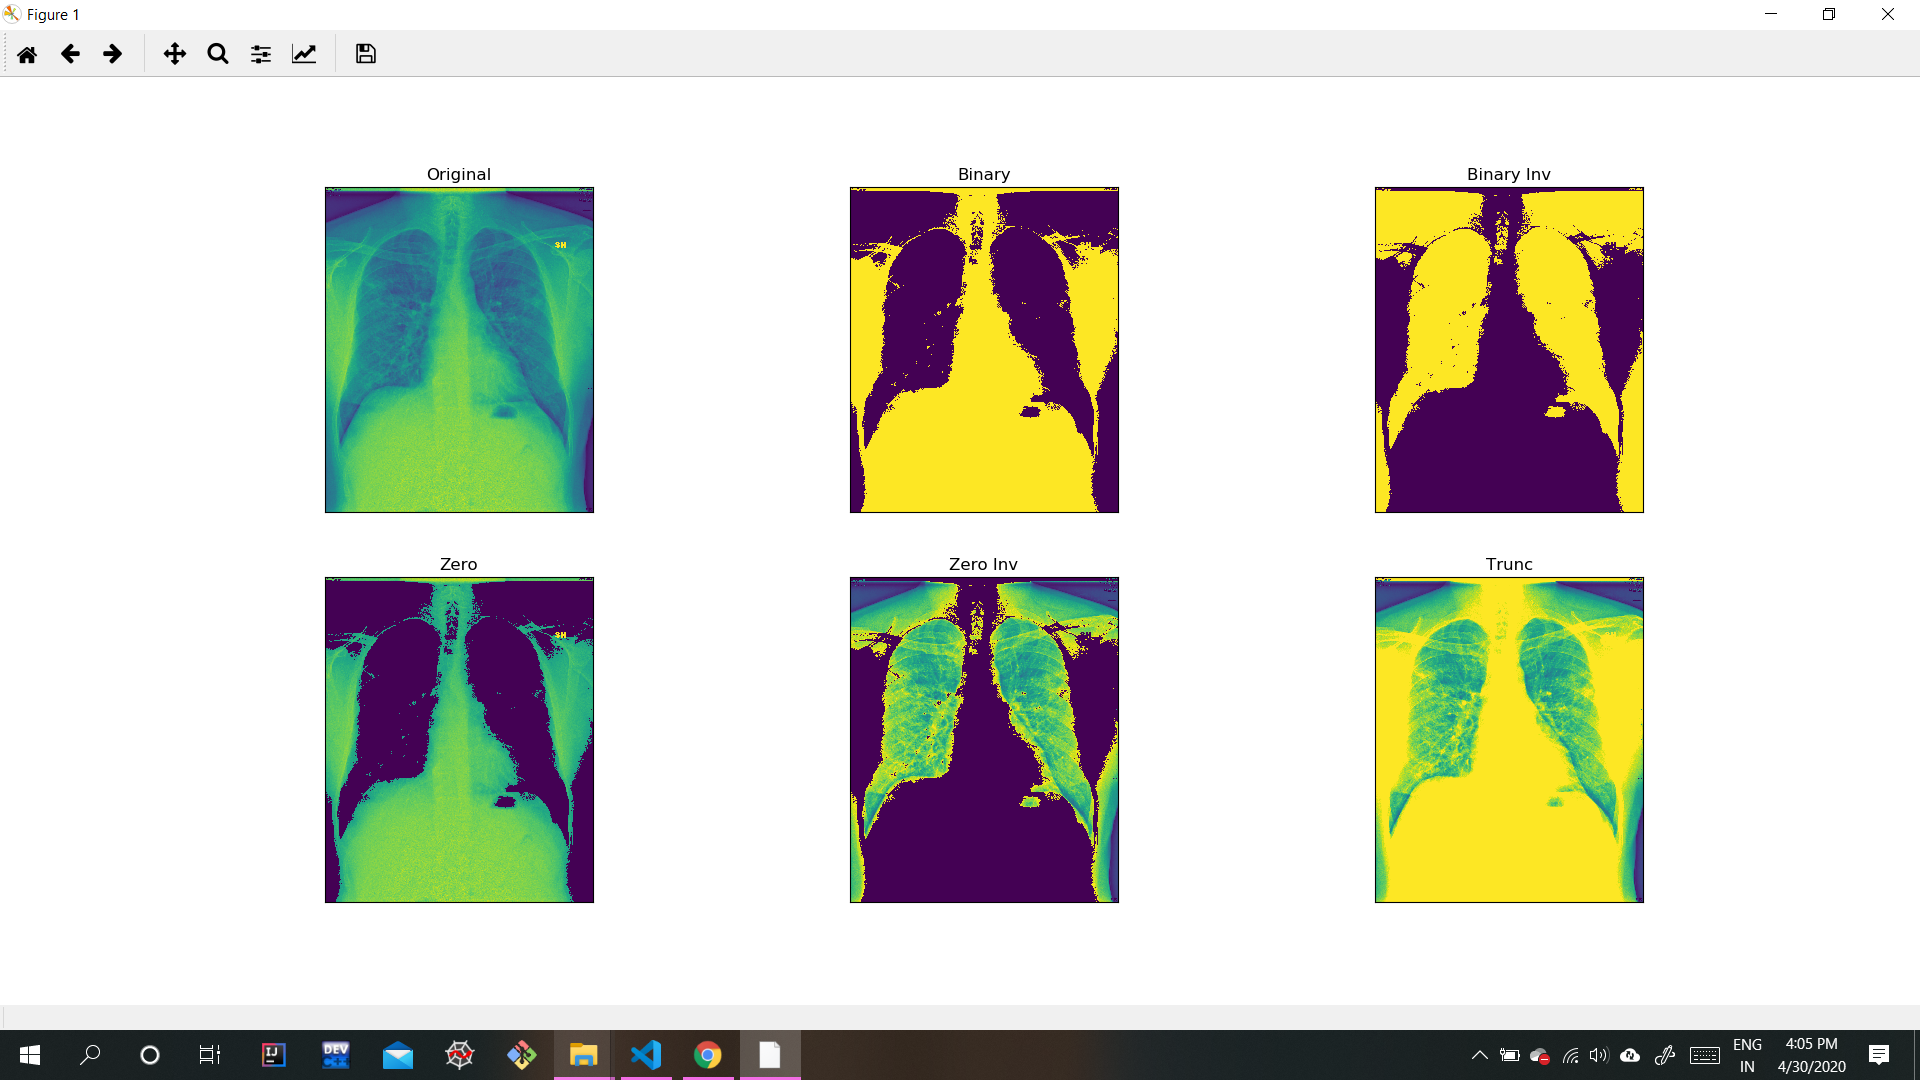 Figure 1
Original
Binary
Binary Inv
SH
Zero
Zero Inv
Trunc
SH
IJ
DEV
C++
ENG
IN
4:05 PM
4/30/2020